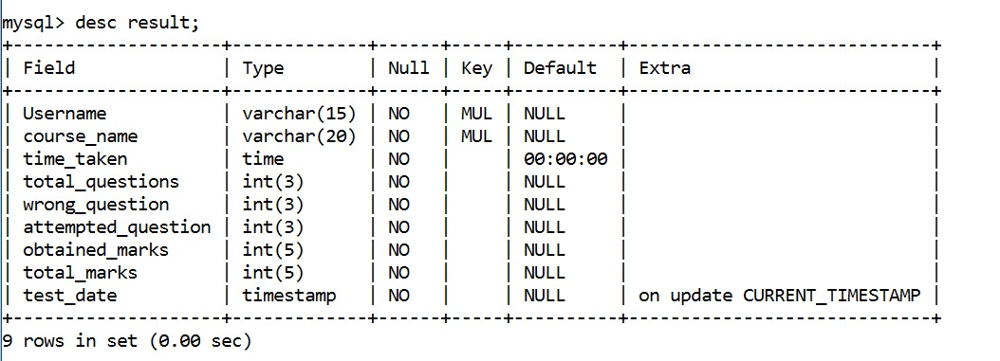 mysql> desc result;
+-------------------+-------------+------+-----+----------+-----------------------------+
| Field             | Type        | Null | Key | Default  | Extra                       |
+-------------------+-------------+------+-----+----------+-----------------------------+
| Username          | varchar(15) | NO   | MUL | NULL     |                             |
| course_name       | varchar(20) | NO   | MUL | NULL     |                             |
| time_taken        | time        | NO   |     | 00:00:00 |                             |
| total_questions   | int(3)      | NO   |     | NULL     |                             |
| wrong_question    | int(3)      | NO   |     | NULL     |                             |
| attempted_question | int(3)      | NO   |     | NULL     |                             |
| obtained_marks    | int(5)      | NO   |     | NULL     |                             |
| total_marks       | int(5)      | NO   |     | NULL     |                             |
| test_date         | timestamp   | NO   |     | NULL     | on update CURRENT_TIMESTAMP |
+-------------------+-------------+------+-----+----------+-----------------------------+
9 rows in set (0.00 sec)